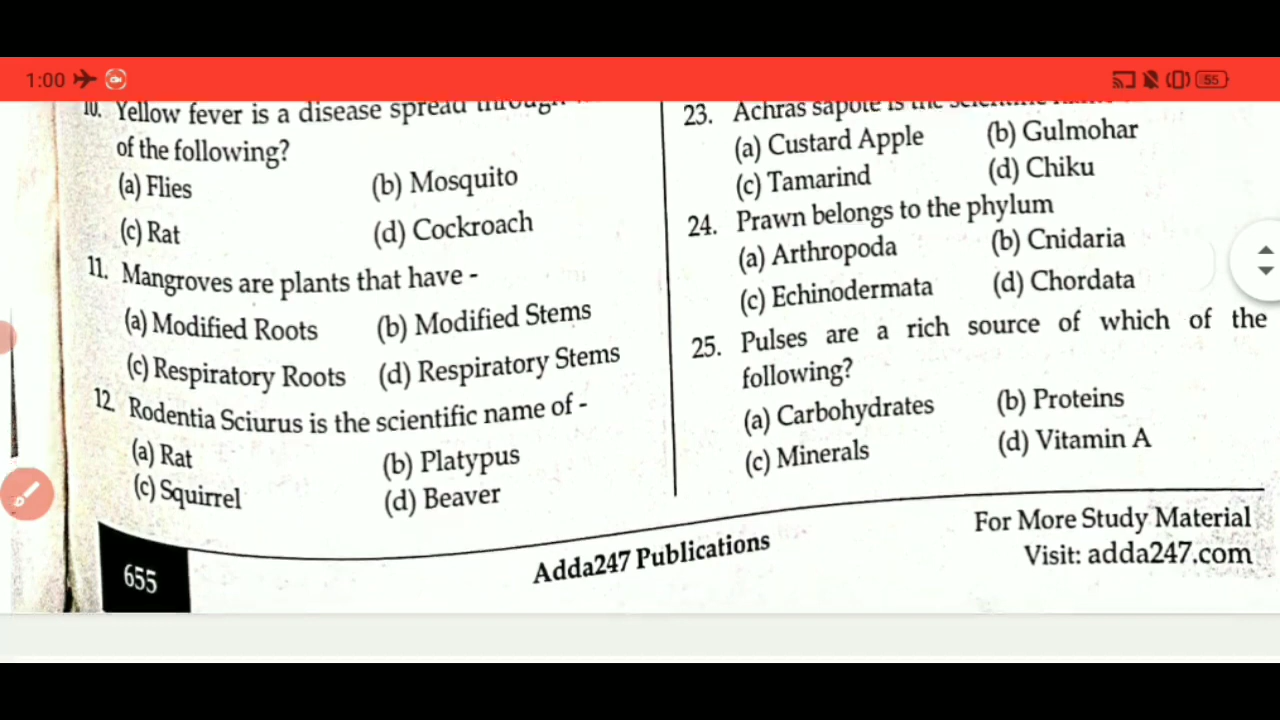 1:00
55
10. Yellow fever is a disease spread through
of the following?
(a) Flies (b) Mosquito
(c) Rat (d) Cockroach
11. Mangroves are plants that have -
(a) Modified Roots (b) Modified Stems
(c) Respiratory Roots (d) Respiratory Stems
12. Rodentia Sciurus is the scientific name of -
(a) Rat (b) Platypus
(c) Squirrel (d) Beaver
23. Achras sapote is the
(a) Custard Apple (b) Gulmohar
(c) Tamarind (d) Chiku
24. Prawn belongs to the phylum
(a) Arthropoda (b) Cnidaria
(c) Echinodermata (d) Chordata
25. Pulses are a rich source of which of the
following?
(a) Carbohydrates (b) Proteins
(c) Minerals (d) Vitamin A
655
Adda247 Publications
For More Study Material
Visit: adda247.com